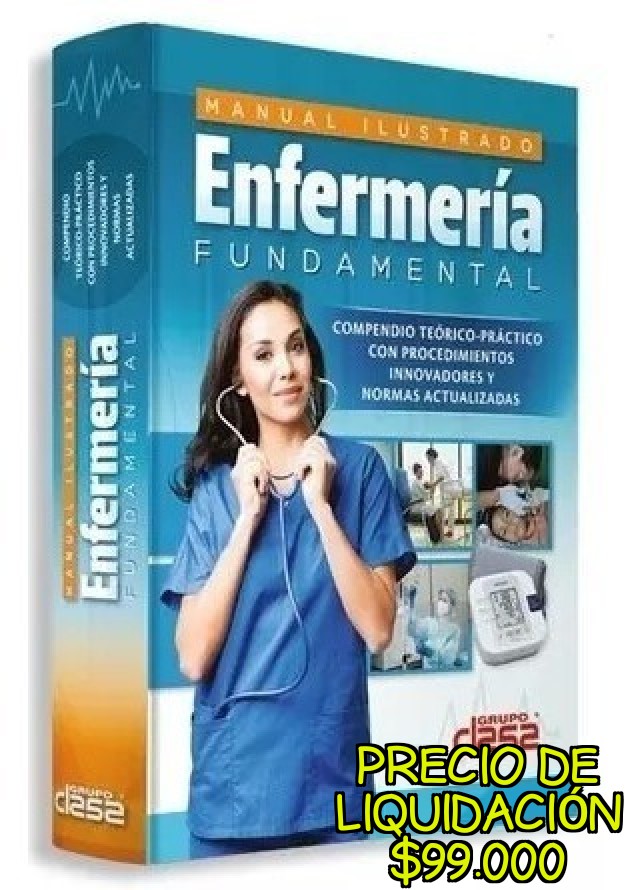 MANUAL ILUSTRADO
Enfermería
FUNDAMENTAL
COMPENDIO TEÓRICO-PRÁCTICO
CON PROCEDIMIENTOS
INNOVADORES Y
NORMAS ACTUALIZADAS
GRUPO
clasa
COMPENDIO
TEÓRICO-PRÁCTICO
CON PROCEDIMIENTOS
INNOVADORES Y
NORMAS
ACTUALIZADAS
MANUAL ILUSTRADO
Enfermería
FUNDAMENTAL
GRUPO
clasa
PRECIO DE
LIQUIDACIÓN
$99.000